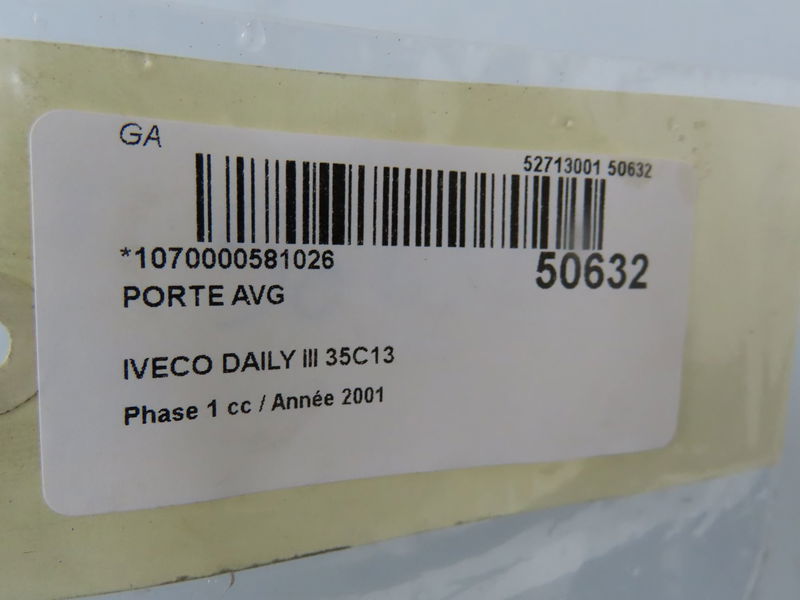 GA
52713001 50632
*1070000581026
50632
PORTE AVG
IVECO DAILY III 35C13
Phase 1 cc / Année 2001